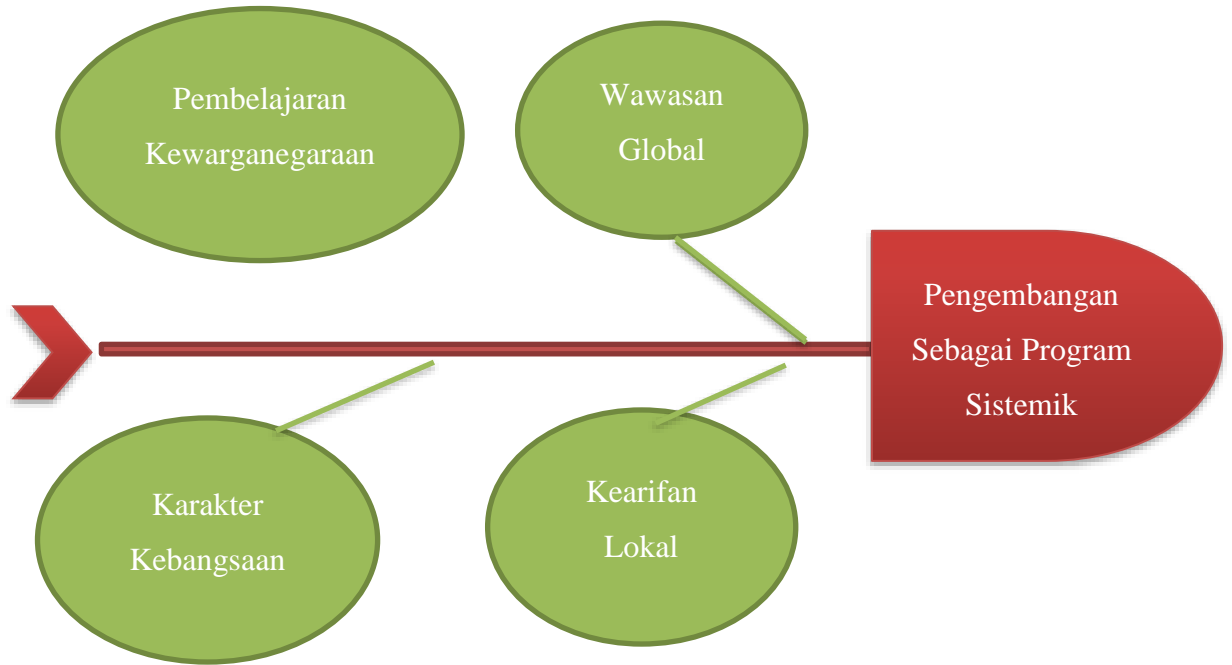 Pembelajaran
Kewarganegaraan
Wawasan
Global
Pengembangan
Sebagai Program
Sistemik
Karakter
Kebangsaan
Kearifan
Lokal